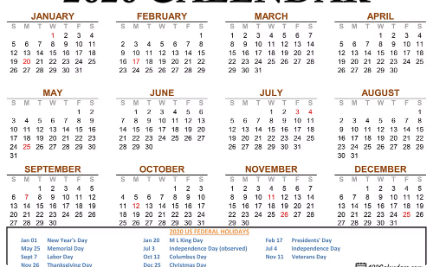 2020 CALENDAR
JANUARY FEBRUARY MARCH APRIL
S M T W T F S S M T W T F S S M T W T F S S M T W T F S
1 2 3 4 1 1 2 3 4 5 6 7 1 2 3 4
5 6 7 8 9 10 11 2 3 4 5 6 7 8 8 9 10 11 12 13 14 5 6 7 8 9 10 11
12 13 14 15 16 17 18 9 10 11 12 13 14 15 15 16 17 18 19 20 21 12 13 14 15 16 17 18
19 20 21 22 23 24 25 16 17 18 19 20 21 22 22 23 24 25 26 27 28 19 20 21 22 23 24 25
26 27 28 29 30 31 23 24 25 26 27 28 29 29 30 31 26 27 28 29 30
MAY JUNE JULY AUGUST
S M T W T F S S M T W T F S S M T W T F S S M T W T F S
1 2 1 2 3 4 5 6 1 2 3 4 1
3 4 5 6 7 8 9 7 8 9 10 11 12 13 5 6 7 8 9 10 11 2 3 4 5 6 7 8
10 11 12 13 14 15 16 14 15 16 17 18 19 20 12 13 14 15 16 17 18 9 10 11 12 13 14 15
17 18 19 20 21 22 23 21 22 23 24 25 26 27 19 20 21 22 23 24 25 16 17 18 19 20 21 22
24 25 26 27 28 29 30 28 29 30 26 27 28 29 30 31 23 24 25 26 27 28 29
31 30 31
SEPTEMBER OCTOBER NOVEMBER DECEMBER
S M T W T F S S M T W T F S S M T W T F S S M T W T F S
1 2 3 4 5 1 2 3 1 2 3 4 5 6 7 1 2 3 4 5
6 7 8 9 10 11 12 4 5 6 7 8 9 10 8 9 10 11 12 13 14 6 7 8 9 10 11 12
13 14 15 16 17 18 19 11 12 13 14 15 16 17 15 16 17 18 19 20 21 13 14 15 16 17 18 19
20 21 22 23 24 25 26 18 19 20 21 22 23 24 22 23 24 25 26 27 28 20 21 22 23 24 25 26
27 28 29 30 25 26 27 28 29 30 31 29 30 27 28 29 30 31
2020 US FEDERAL HOLIDAYS
Jan 01 New Year's Day Jan 20 M L King Day Feb 17 Presidents' Day
May 25 Memorial Day Jul 3 Independence Day (observed) Jul 4 Independence Day
Sept 7 Labor Day Oct 12 Columbus Day Nov 11 Veterans Day
Nov 26 Thanksgiving Day Dec 25 Christmas Day